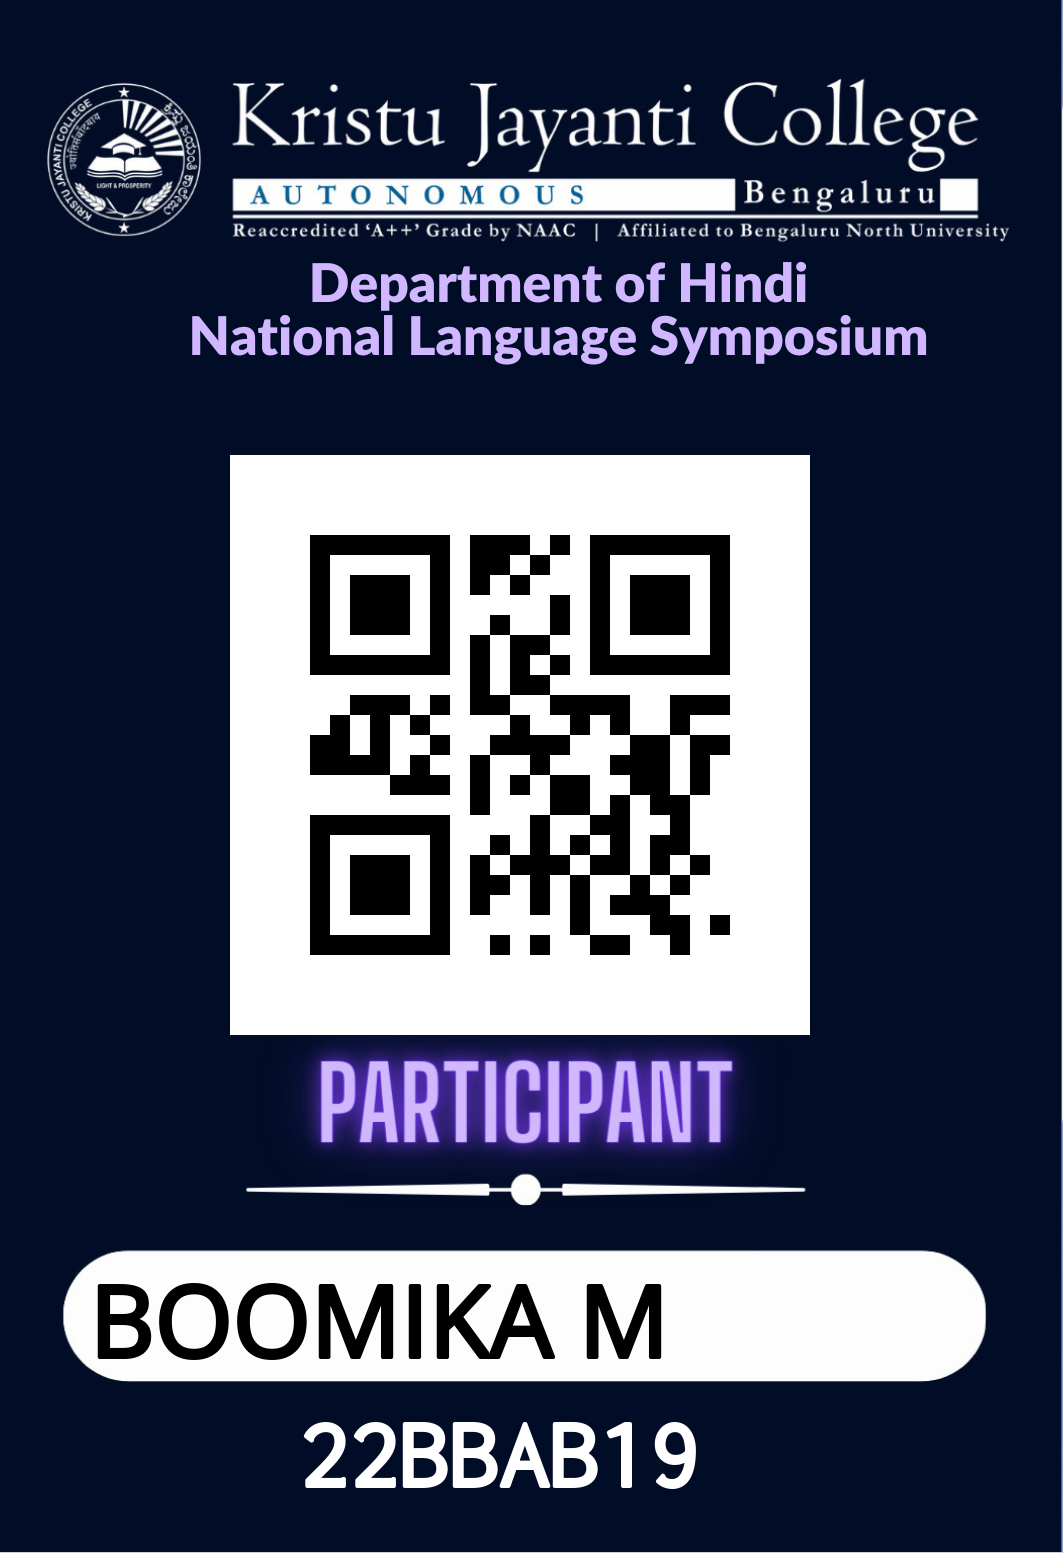 KRISTU JAYANTI COLLEGE
LIGHT & PROSPERITY
Kristu Jayanti College
AUTONOMOUS Bengaluru
Reaccredited ‘A++’ Grade by NAAC | Affiliated to Bengaluru North University
Department of Hindi
National Language Symposium
PARTICIPANT
BOOMIKA M
22BBAB19